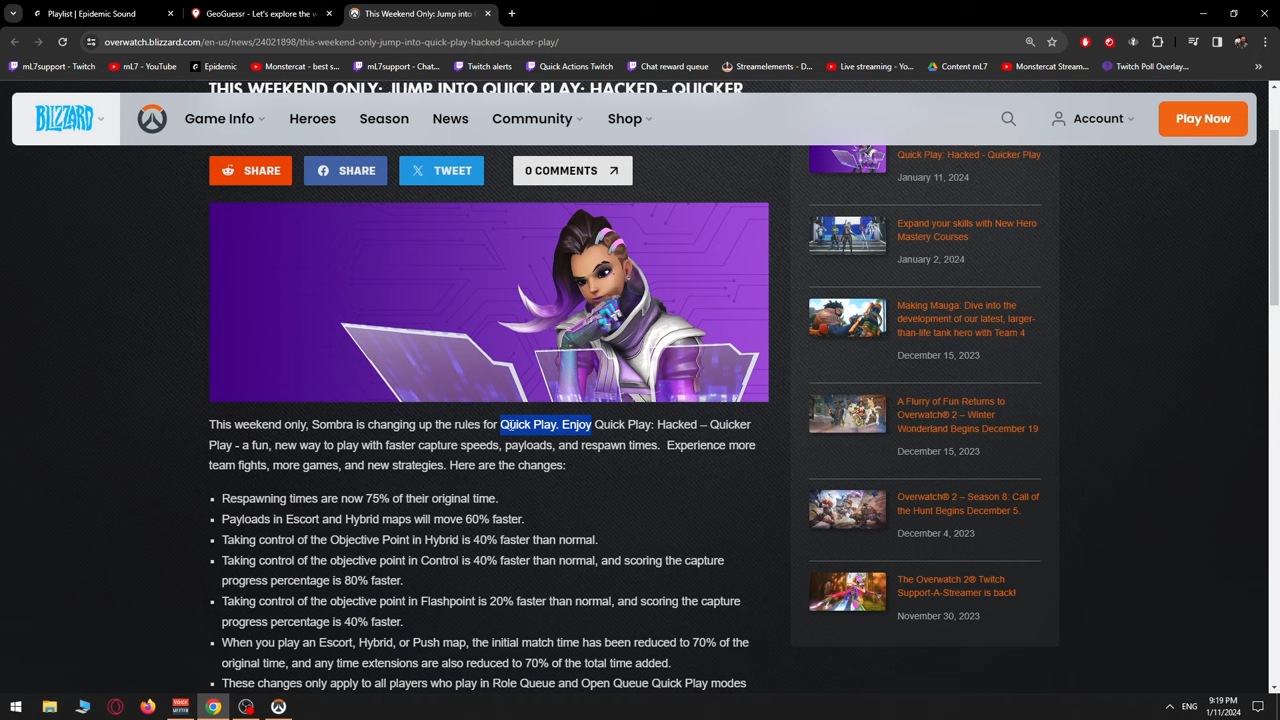 Playlist | Epidemic Sound
GeoGuessr - Let's explore the w
This Weekend Only: Jump into
overwatch.blizzard.com/en-us/news/24021898/this-weekend-only-jump-into-quick-play-hacked-quicker-play/
ml7support - Twitch
ml7 - YouTube
Epidemic
Monstercat - best s...
mL7support - Chat...
Twitch alerts
Quick Actions Twitch
Chat reward queue
Streamelements - D...
Live streaming - Yo...
Content mL7
Monstercat Stream...
Twitch Poll Overlay...
THIS WEEKEND ONLY: JUMP INTO QUICK PLAY: HACKED - QUICKER
BLIZZARD
Game Info
Heroes
Season
News
Community
Shop
Account
Play Now
SHARE
SHARE
TWEET
0 COMMENTS
This weekend only, Sombra is changing up the rules for Quick Play. Enjoy Quick Play: Hacked – Quicker
Play - a fun, new way to play with faster capture speeds, payloads, and respawn times. Experience more
team fights, more games, and new strategies. Here are the changes:
Respawning times are now 75% of their original time.
Payloads in Escort and Hybrid maps will move 60% faster.
Taking control of the Objective Point in Hybrid is 40% faster than normal.
Taking control of the objective point in Control is 40% faster than normal, and scoring the capture
progress percentage is 80% faster.
Taking control of the objective point in Flashpoint is 20% faster than normal, and scoring the capture
progress percentage is 40% faster.
When you play an Escort, Hybrid, or Push map, the initial match time has been reduced to 70% of the
original time, and any time extensions are also reduced to 70% of the total time added.
These changes only apply to all players who play in Role Queue and Open Queue Quick Play modes
Quick Play: Hacked - Quicker Play
January 11, 2024
Expand your skills with New Hero
Mastery Courses
January 2, 2024
Making Mauga: Dive into the
development of our latest, larger-
than-life tank hero with Team 4
December 15, 2023
A Flurry of Fun Returns to
Overwatch® 2 – Winter
Wonderland Begins December 19
December 15, 2023
Overwatch® 2 – Season 8: Call of
the Hunt Begins December 5.
December 4, 2023
The Overwatch 2® Twitch
Support-A-Streamer is back!
November 30, 2023
ENG
9:19 PM
1/11/2024